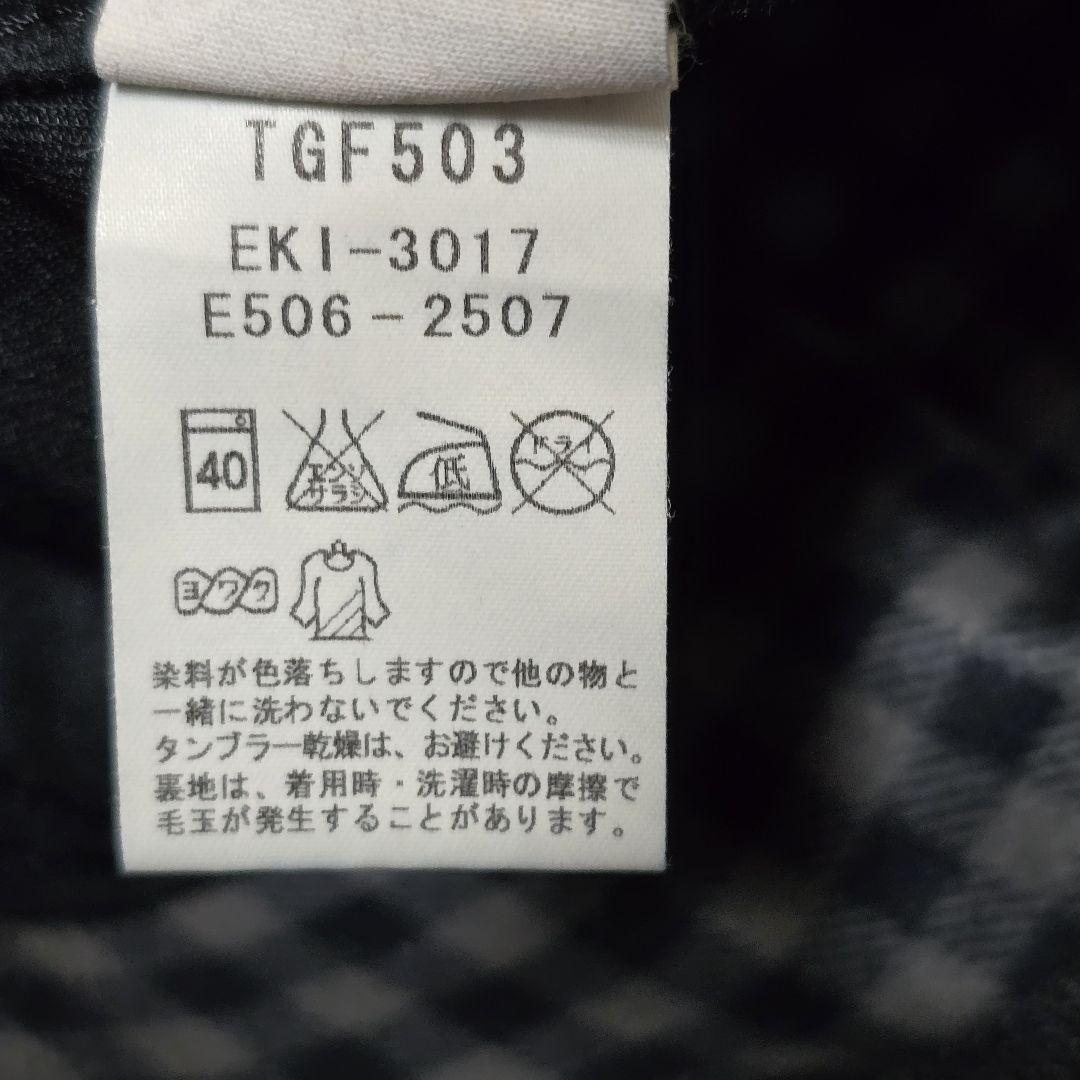 TGF503
EKI-3017
E506-2507
40
エンソ
サラシ
低
ドライ
ヨワク
染料が色落ちしますので他の物と
一緒に洗わないでください。
タンブラー乾燥は、お避けください。
裏地は、着用時・洗濯時の摩擦で
毛玉が発生することがあります。